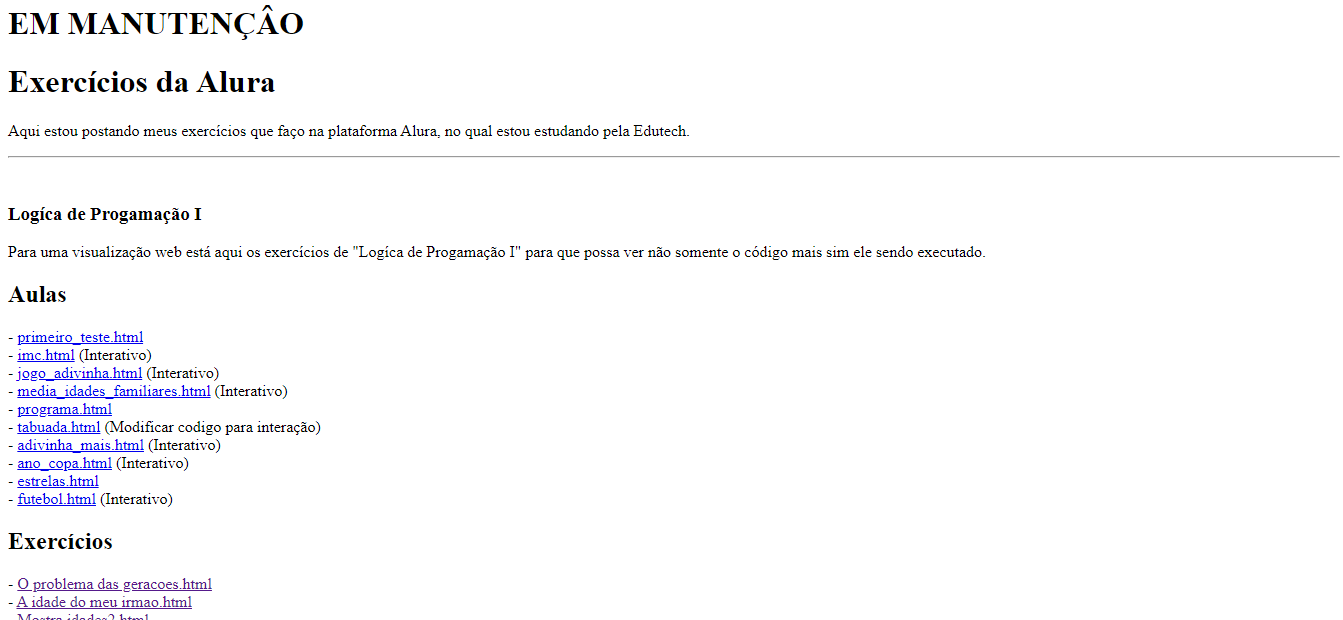 EM MANUTENÇÂO
Exercícios da Alura
Aqui estou postando meus exercícios que faço na plataforma Alura, no qual estou estudando pela Edutech.
Logíca de Progamação I
Para uma visualização web está aqui os exercícios de "Logíca de Progamação I" para que possa ver não somente o código mais sim ele sendo executado.
Aulas
- primeiro_teste.html
- imc.html (Interativo)
- jogo_adivinha.html (Interativo)
- media_idades_familiares.html (Interativo)
- programa.html
- tabuada.html (Modificar codigo para interação)
- adivinha_mais.html (Interativo)
- ano_copa.html (Interativo)
- estrelas.html
- futebol.html (Interativo)
Exercícios
- O problema das geracoes.html
- A idade do meu irmao.html
- Mostra idades2.html